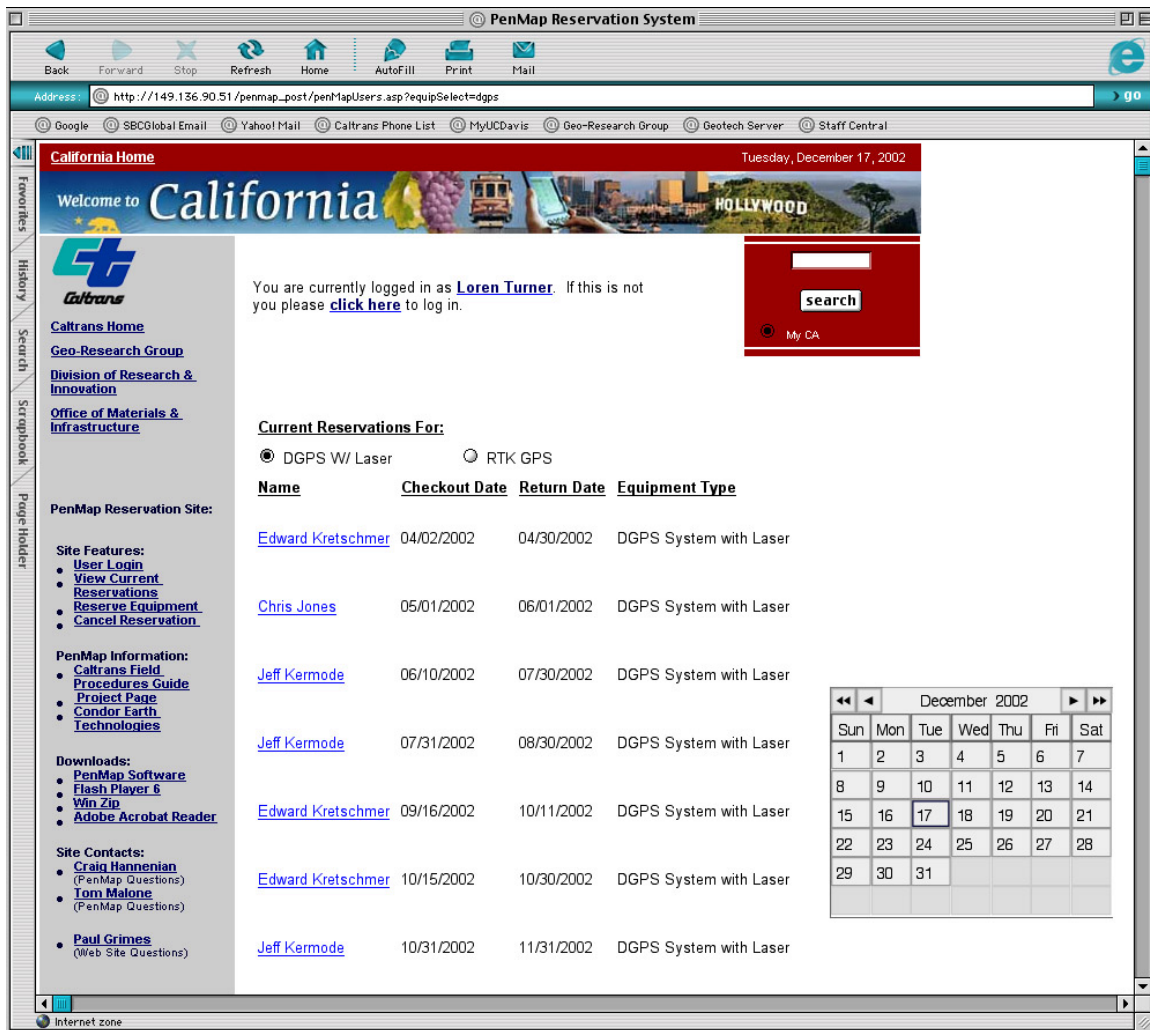 PenMap Reservation System
Back Forward Stop Refresh Home AutoFill Print Mail
Address: http://149.136.90.51/penmap_post/penMapUsers.asp?equipSelect=dgps go
Google SBCGlobal Email Yahoo! Mail Caltrans Phone List MyUCDavis Geo-Research Group Geotech Server Staff Central
Favorites
History
Search
Scrapbook
Page Holder
California Home Tuesday, December 17, 2002
Welcome to California
HOLLYWOOD
Caltrans
Caltrans Home
Geo-Research Group
Division of Research &
Innovation
Office of Materials &
Infrastructure
PenMap Reservation Site:
Site Features:
User Login
View Current
Reservations
Reserve Equipment
Cancel Reservation
PenMap Information:
Caltrans Field
Procedures Guide
Project Page
Condor Earth
Technologies
Downloads:
PenMap Software
Flash Player 6
Win Zip
Adobe Acrobat Reader
Site Contacts:
Craig Hannenian
(PenMap Questions)
Tom Malone
(PenMap Questions)
Paul Grimes
(Web Site Questions)
You are currently logged in as Loren Turner. If this is not
you please click here to log in.
search
My CA
Current Reservations For:
DGPS W/ Laser RTK GPS
Name Checkout Date Return Date Equipment Type
Edward Kretschmer 04/02/2002 04/30/2002 DGPS System with Laser
Chris Jones 05/01/2002 06/01/2002 DGPS System with Laser
Jeff Kermode 06/10/2002 07/30/2002 DGPS System with Laser
Jeff Kermode 07/31/2002 08/30/2002 DGPS System with Laser
Edward Kretschmer 09/16/2002 10/11/2002 DGPS System with Laser
Edward Kretschmer 10/15/2002 10/30/2002 DGPS System with Laser
Jeff Kermode 10/31/2002 11/31/2002 DGPS System with Laser
December 2002
Sun Mon Tue Wed Thu Fri Sat
1 2 3 4 5 6 7
8 9 10 11 12 13 14
15 16 17 18 19 20 21
22 23 24 25 26 27 28
29 30 31
Internet zone